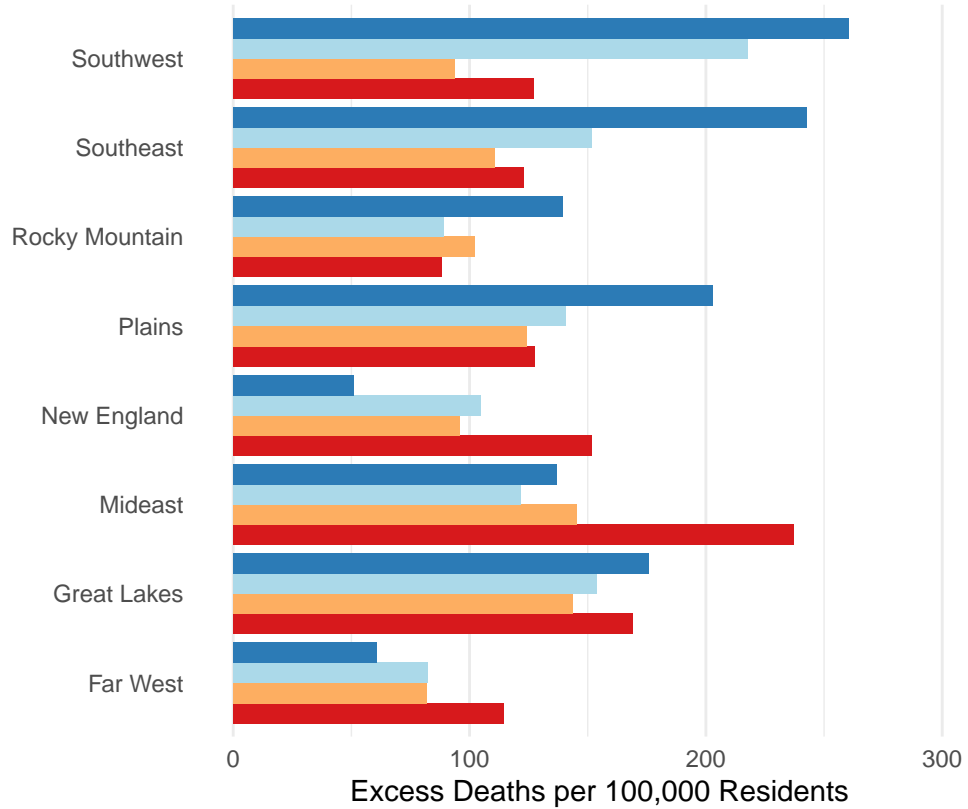 Southwest
Southeast
Rocky Mountain
Plains
New England
Mideast
Great Lakes
Far West
0 100 200 300
Excess Deaths per 100,000 Residents